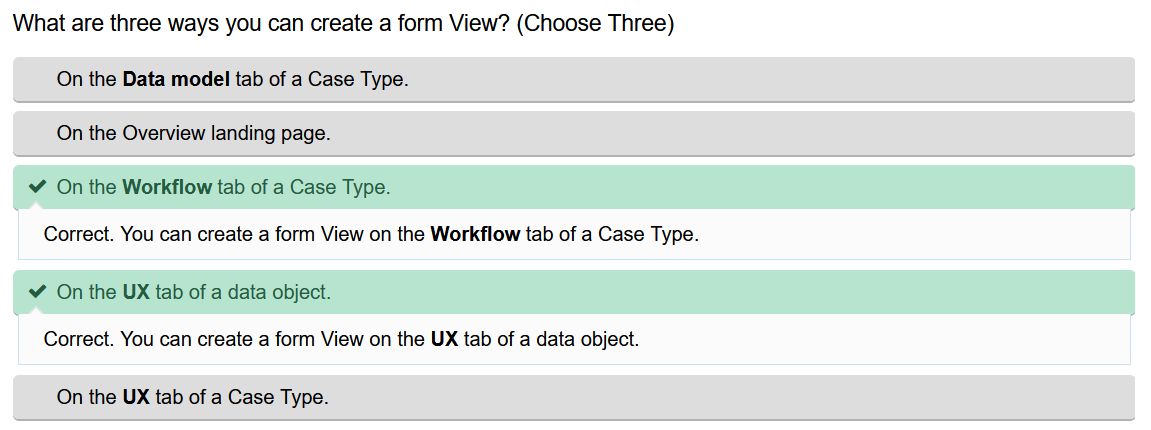 What are three ways you can create a form View? (Choose Three)
On the Data model tab of a Case Type.
On the Overview landing page.
On the Workflow tab of a Case Type.
Correct. You can create a form View on the Workflow tab of a Case Type.
On the UX tab of a data object.
Correct. You can create a form View on the UX tab of a data object.
On the UX tab of a Case Type.